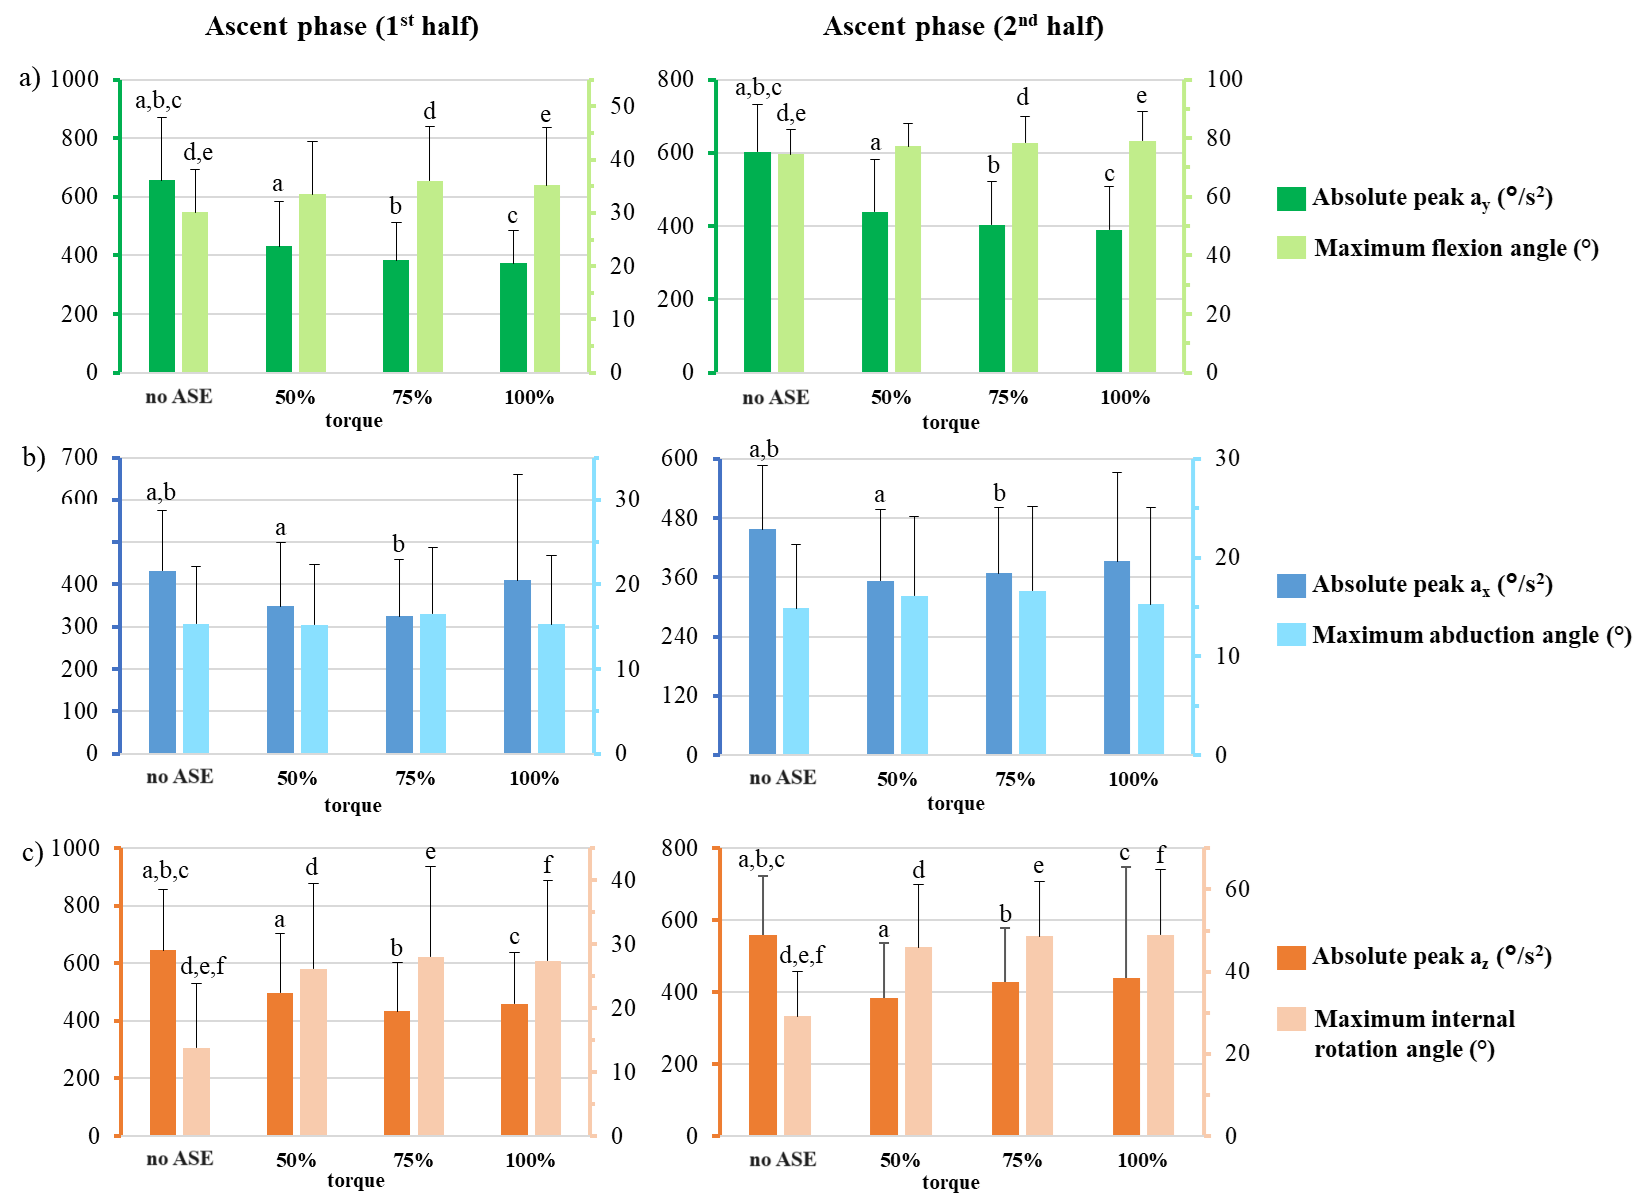 Ascent phase (1st half)
Ascent phase (2nd half)
a)
1000
800
600
400
200
0
a,b,c
d,e
a
b
d
c
e
50
40
30
20
10
0
no ASE
50%
75%
100%
torque
800
600
400
200
0
a,b,c
d,e
a
b
d
c
e
100
80
60
40
20
0
no ASE
50%
75%
100%
torque
Absolute peak ay (°/s2)
Maximum flexion angle (°)
b)
700
600
400
300
200
100
0
a,b
a
b
30
20
10
0
no ASE
50%
75%
100%
torque
600
480
360
240
120
0
a,b
a
b
30
20
10
0
no ASE
50%
75%
100%
torque
Absolute peak ax (°/s2)
Maximum abduction angle (°)
c)
1000
800
600
400
200
0
a,b,c
d,e,f
a
d
b
e
c
f
40
30
20
10
0
no ASE
50%
75%
100%
torque
800
600
400
200
0
a,b,c
d,e,f
a
d
b
e
c
f
60
40
20
0
no ASE
50%
75%
100%
torque
Absolute peak az (°/s2)
Maximum internal
rotation angle (°)